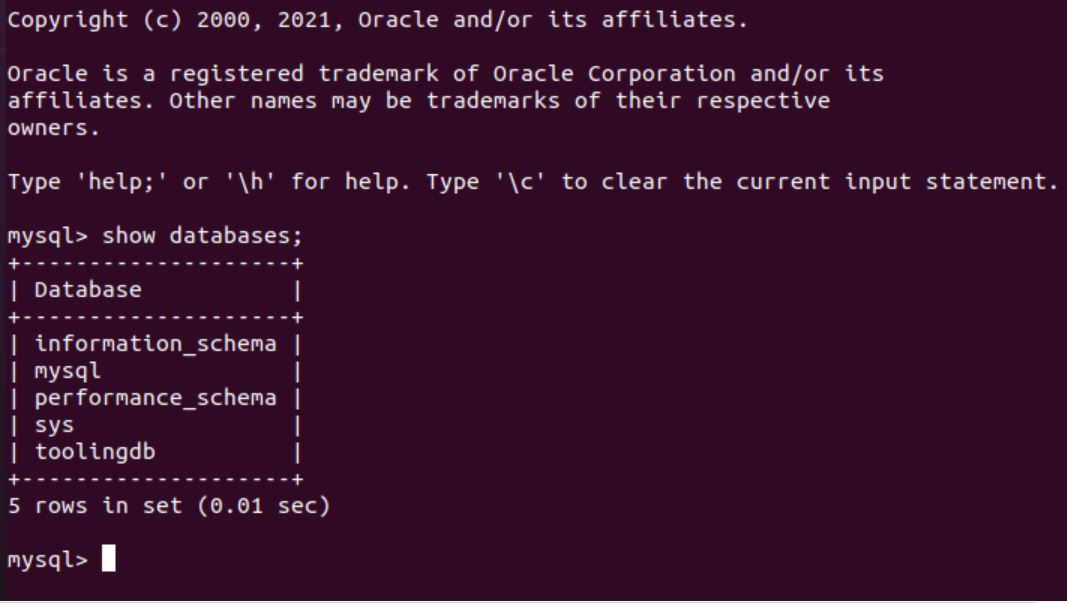 Copyright (c) 2000, 2021, Oracle and/or its affiliates.
Oracle is a registered trademark of Oracle Corporation and/or its
affiliates. Other names may be trademarks of their respective
owners.
Type 'help;' or '\h' for help. Type '\c' to clear the current input statement.
mysql> show databases;
+--------------------+
| Database           |
+--------------------+
| information_schema |
| mysql              |
| performance_schema |
| sys                |
| toolingdb          |
+--------------------+
5 rows in set (0.01 sec)
mysql>